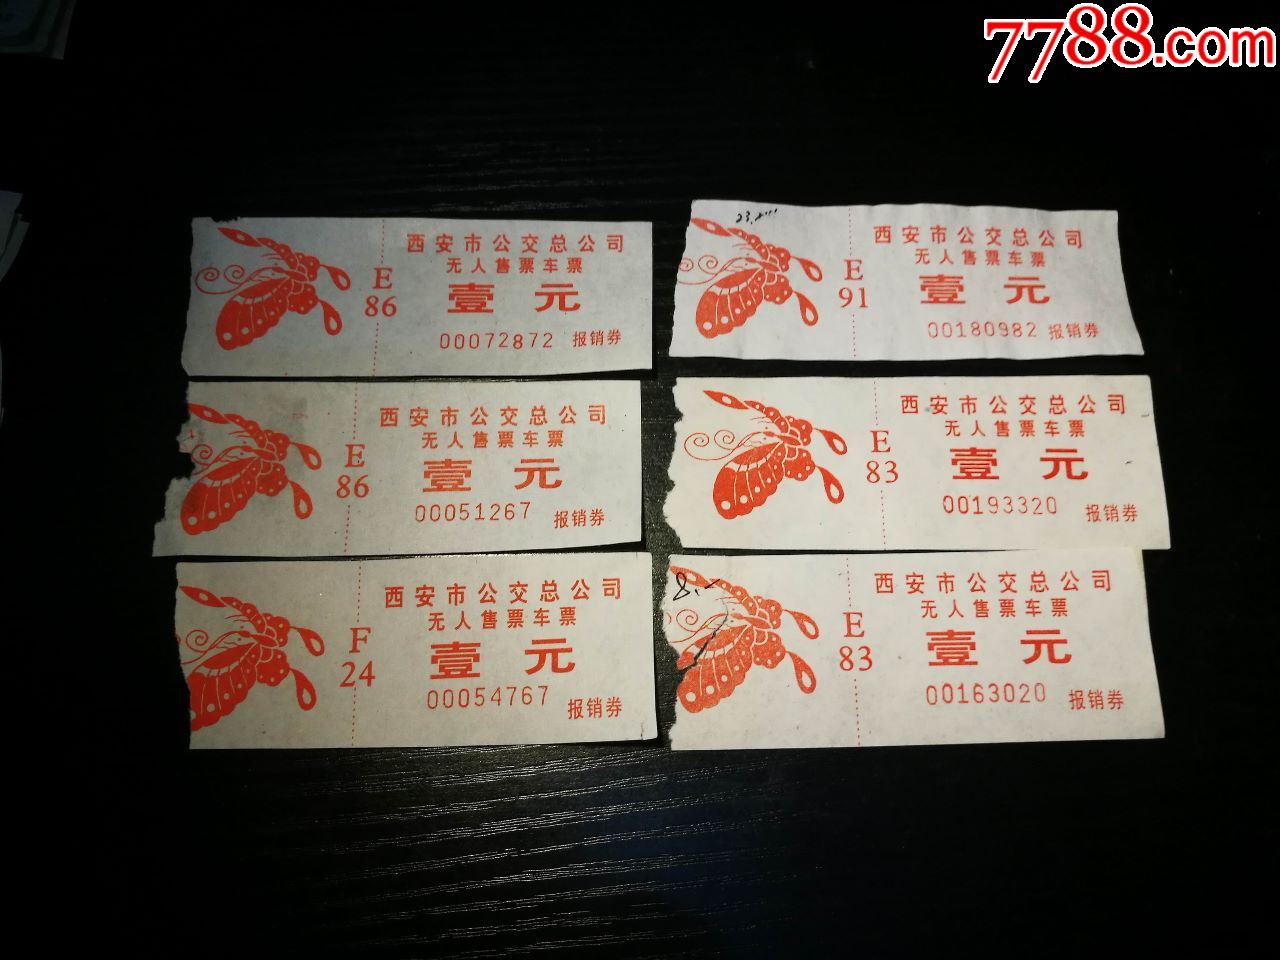 7788.com
西安市公交总公司
无人售票车票
E
86
壹元
00072872 报销券
西安市公交总公司
无人售票车票
E
91
壹元
00180982 报销券
西安市公交总公司
无人售票车票
E
86
壹元
00051267 报销券
西安市公交总公司
无人售票车票
E
83
壹元
00193320 报销券
西安市公交总公司
无人售票车票
F
24
壹元
00054767 报销券
西安市公交总公司
无人售票车票
E
83
壹元
00163020 报销券